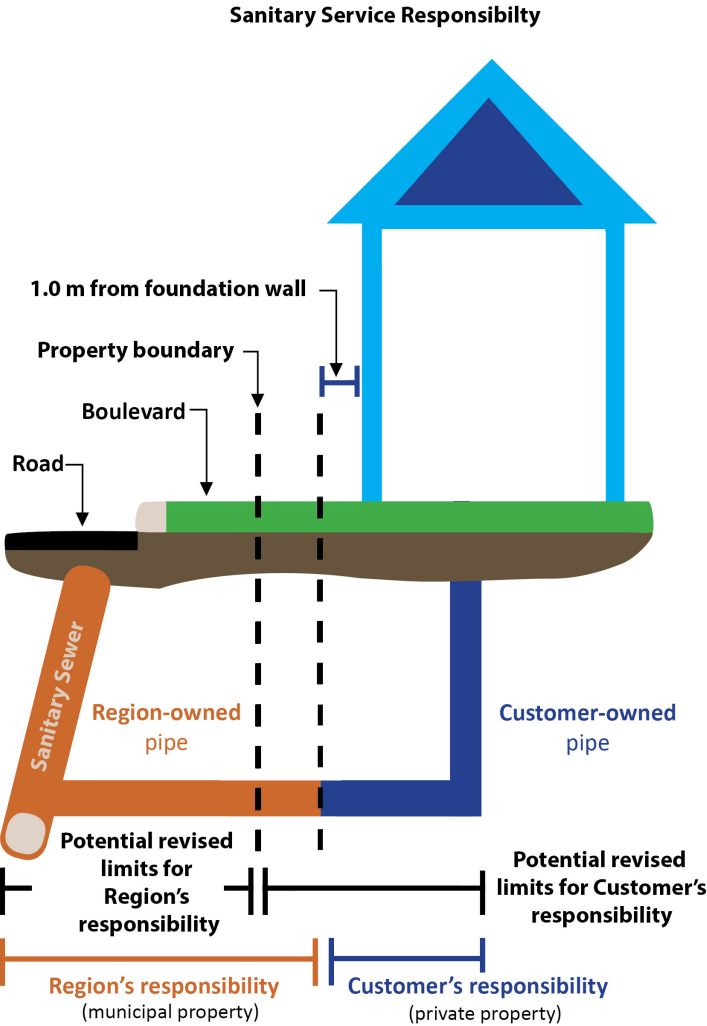 Sanitary Service Responsibilty
1.0 m from foundation wall
Property boundary
Boulevard
Road
Sanitary Sewer
Region-owned
pipe
Customer-owned
pipe
Potential revised
limits for
Region's
responsibility
Potential revised
limits for Customer's
responsibility
Region's responsibility
(municipal property)
Customer's responsibility
(private property)